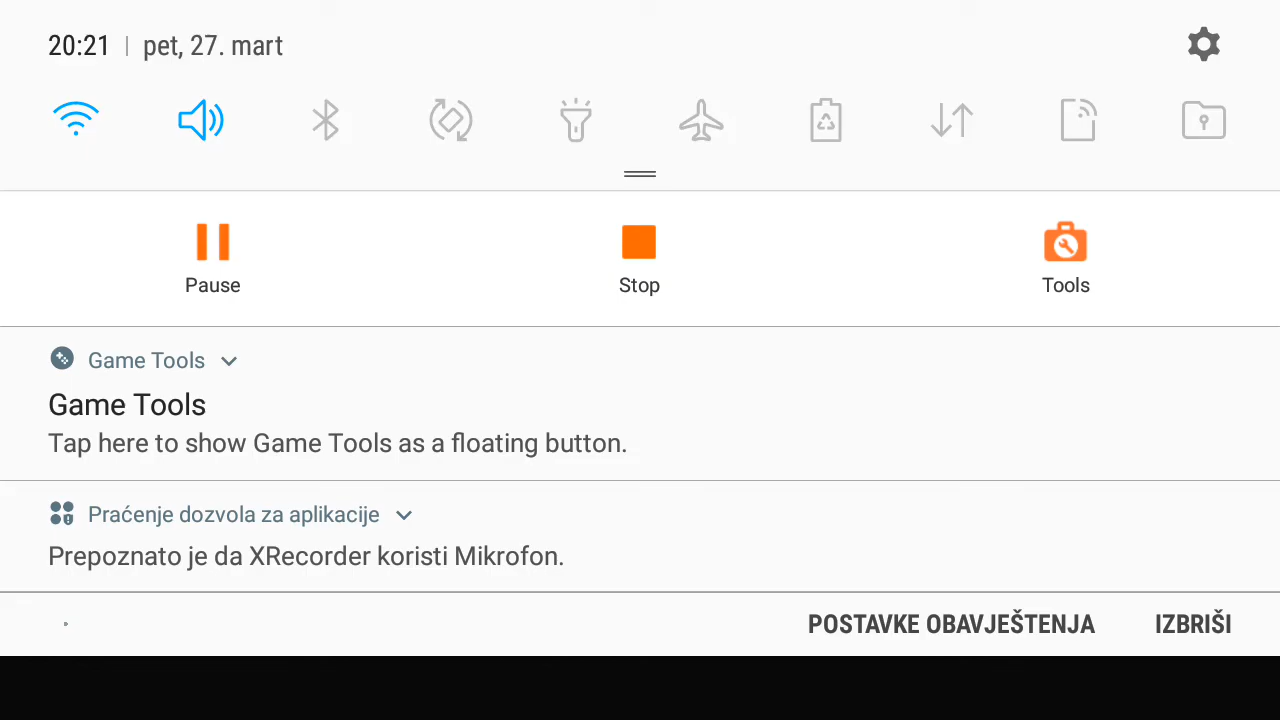 20:21 | pet, 27. mart
Pause
Stop
Tools
Game Tools
Game Tools
Tap here to show Game Tools as a floating button.
Praćenje dozvola za aplikacije
Prepoznato je da XRecorder koristi Mikrofon.
POSTAVKE OBAVJEŠTENJA
IZBRIŠI